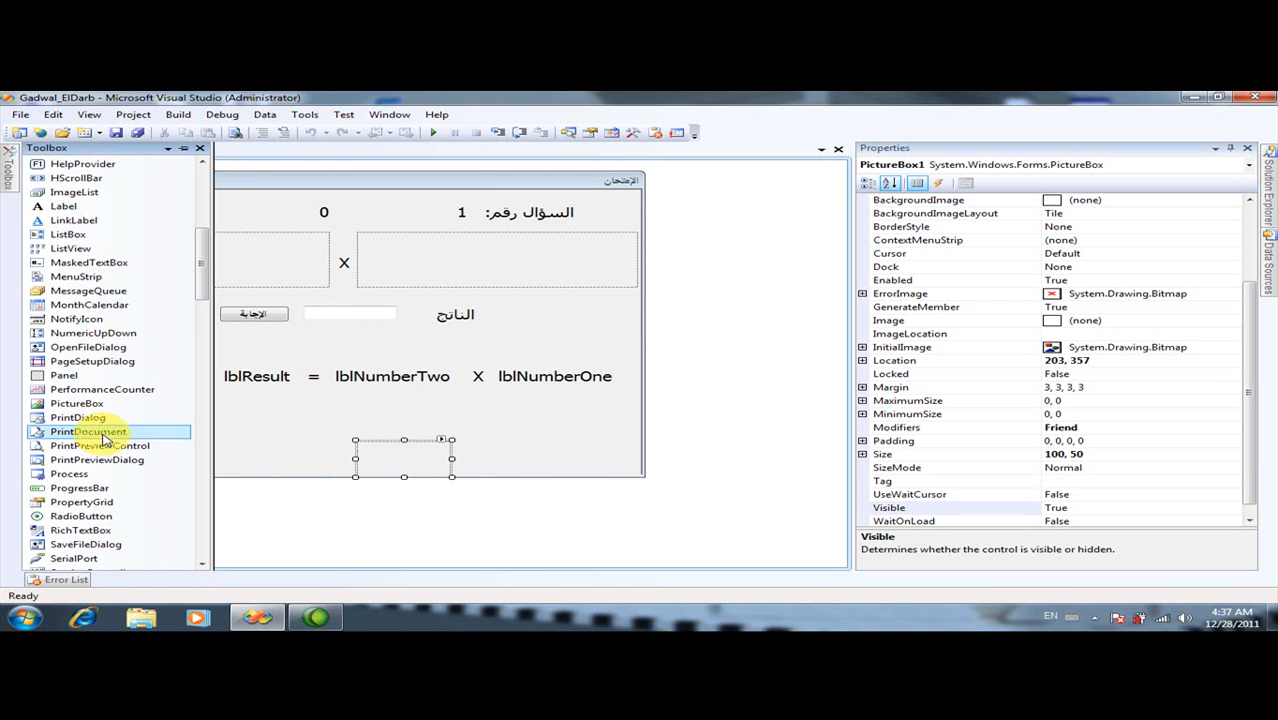 Gadwal_ElDarb - Microsoft Visual Studio (Administrator)
File Edit View Project Build Debug Data Tools Test Window Help
Toolbox
Toolbox
HelpProvider
HScrollBar
ImageList
Label
LinkLabel
ListBox
ListView
MaskedTextBox
MenuStrip
MessageQueue
MonthCalendar
NotifyIcon
NumericUpDown
OpenFileDialog
PageSetupDialog
Panel
PerformanceCounter
PictureBox
PrintDialog
PrintDocument
PrintPreviewControl
PrintPreviewDialog
Process
ProgressBar
PropertyGrid
RadioButton
RichTextBox
SaveFileDialog
SerialPort
الإمتحان
السؤال رقم: 1 0
X
الناتج
الإجابة
lblResult = lblNumberTwo X lblNumberOne
Properties
PictureBox1 System.Windows.Forms.PictureBox
BackgroundImage (none)
BackgroundImageLayout Tile
BorderStyle None
ContextMenuStrip (none)
Cursor Default
Dock None
Enabled True
ErrorImage System.Drawing.Bitmap
GenerateMember True
Image (none)
ImageLocation
InitialImage System.Drawing.Bitmap
Location 203, 357
Locked False
Margin 3, 3, 3, 3
MaximumSize 0, 0
MinimumSize 0, 0
Modifiers Friend
Padding 0, 0, 0, 0
Size 100, 50
SizeMode Normal
Tag
UseWaitCursor False
Visible True
WaitOnLoad False
Visible
Determines whether the control is visible or hidden.
Solution Explorer
Data Sources
Error List
Ready
EN
4:37 AM
12/28/2011